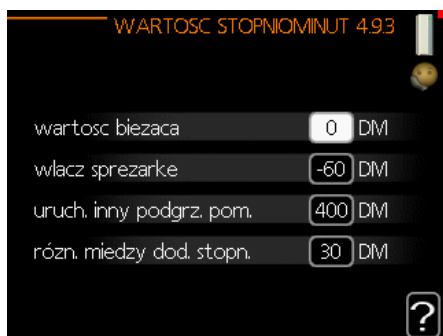 WARTOSC STOPNIOMINUT 4.9.3
wartosc biezaca 0 DM
wlacz sprezarke -60 DM
uruch. inny podgrz. pom. 400 DM
rózn. miedzy dod. stopn. 30 DM
?